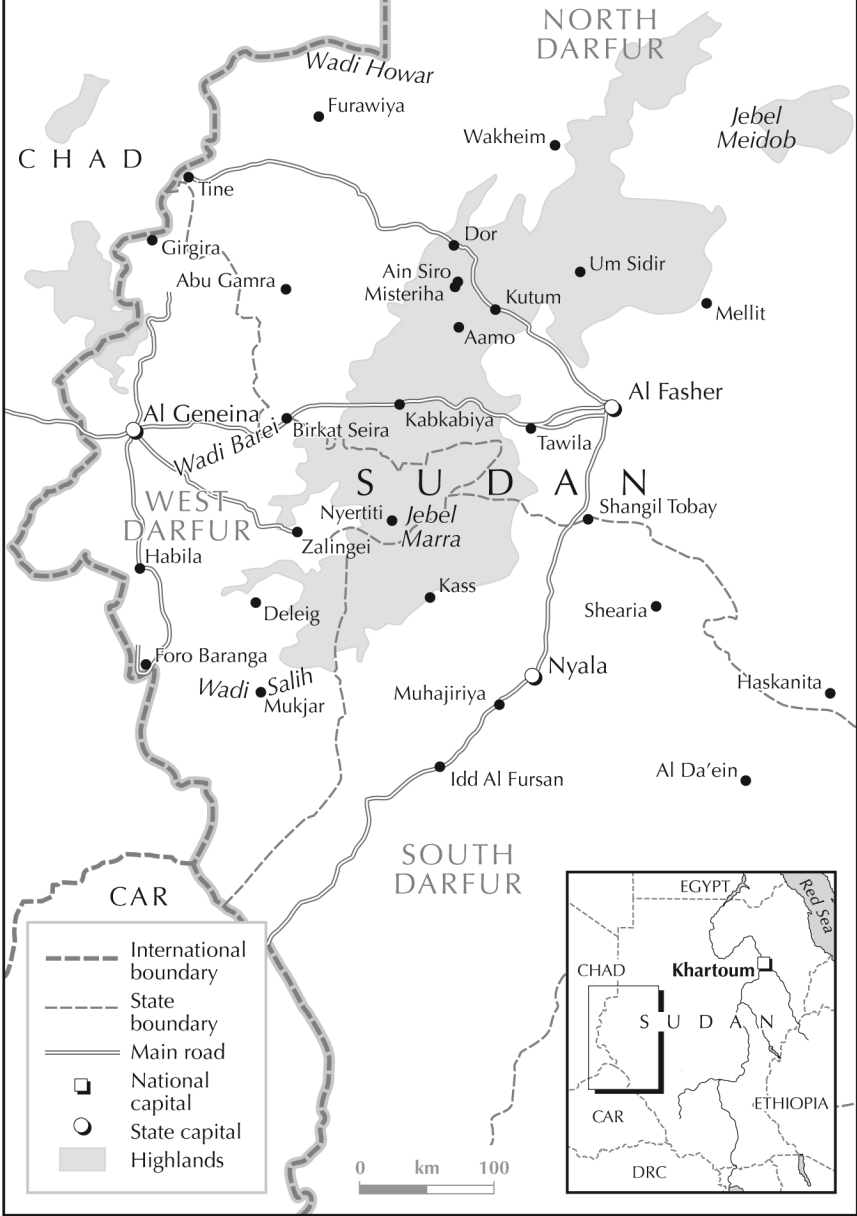 NORTH
DARFUR
Wadi Howar
Furawiya
Jebel
Meidob
Wakheim
CHAD
Tine
Dor
Girgira
Um Sidir
Ain Siro
Abu Gamra
Misteriha
Kutum
Mellit
Aamo
Al Fasher
Al Geneina
Kabkabiya
Birkat Seira
Tawila
Wadi Barei
SUDAN
WEST
DARFUR
Nyertiti
Jebel
Marra
Shangil Tobay
Zalingei
Habila
Kass
Deleig
Shearia
Foro Baranga
Nyala
Wadi Salih
Mukjar
Muhajiriya
Haskanita
Idd Al Fursan
Al Da’ein
SOUTH
DARFUR
CAR
International
boundary
State
boundary
Main road
National
capital
State capital
Highlands
0 km 100
EGYPT
Red Sea
CHAD
Khartoum
SUDAN
CAR
ETHIOPIA
DRC